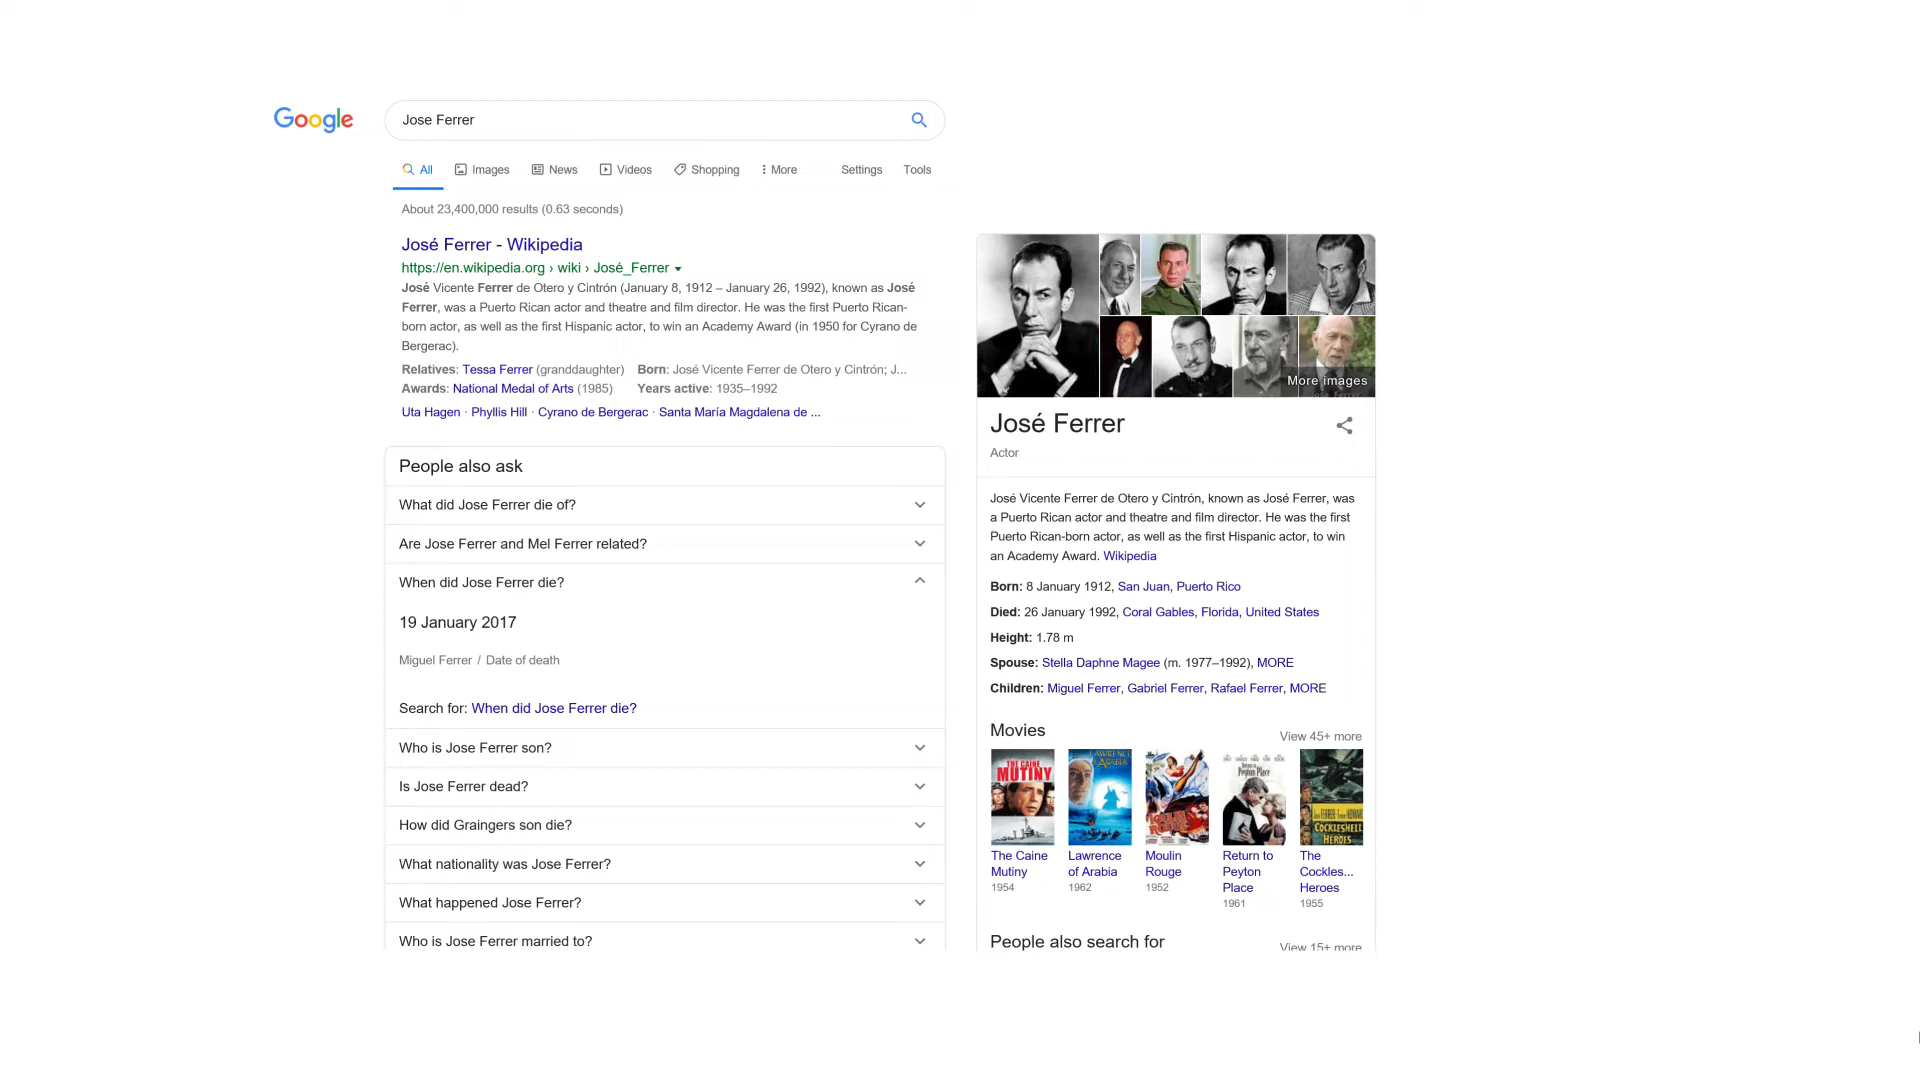 Google
Jose Ferrer
All Images News Videos Shopping More Settings Tools
About 23,400,000 results (0.63 seconds)
José Ferrer - Wikipedia
https://en.wikipedia.org › wiki › José_Ferrer
José Vicente Ferrer de Otero y Cintrón (January 8, 1912 – January 26, 1992), known as José
Ferrer, was a Puerto Rican actor and theatre and film director. He was the first Puerto Rican-
born actor, as well as the first Hispanic actor, to win an Academy Award (in 1950 for Cyrano de
Bergerac).
Relatives: Tessa Ferrer (granddaughter) Born: José Vicente Ferrer de Otero y Cintrón; J...
Awards: National Medal of Arts (1985) Years active: 1935–1992
Uta Hagen · Phyllis Hill · Cyrano de Bergerac · Santa María Magdalena de ...
People also ask
What did Jose Ferrer die of?
Are Jose Ferrer and Mel Ferrer related?
When did Jose Ferrer die?
19 January 2017
Miguel Ferrer / Date of death
Search for: When did Jose Ferrer die?
Who is Jose Ferrer son?
Is Jose Ferrer dead?
How did Graingers son die?
What nationality was Jose Ferrer?
What happened Jose Ferrer?
Who is Jose Ferrer married to?
More images
José Ferrer
Actor
José Vicente Ferrer de Otero y Cintrón, known as José Ferrer, was
a Puerto Rican actor and theatre and film director. He was the first
Puerto Rican-born actor, as well as the first Hispanic actor, to win
an Academy Award. Wikipedia
Born: 8 January 1912, San Juan, Puerto Rico
Died: 26 January 1992, Coral Gables, Florida, United States
Height: 1.78 m
Spouse: Stella Daphne Magee (m. 1977–1992), MORE
Children: Miguel Ferrer, Gabriel Ferrer, Rafael Ferrer, MORE
Movies
View 45+ more
THE CAINE
MUTINY
LAWRENCE
OF ARABIA
Peyton Place
COCKLESHELL
HEROES
The Caine
Mutiny
1954
Lawrence
of Arabia
1962
Moulin
Rouge
1952
Return to
Peyton
Place
1961
The
Cockles...
Heroes
1955
People also search for
View 15+ more